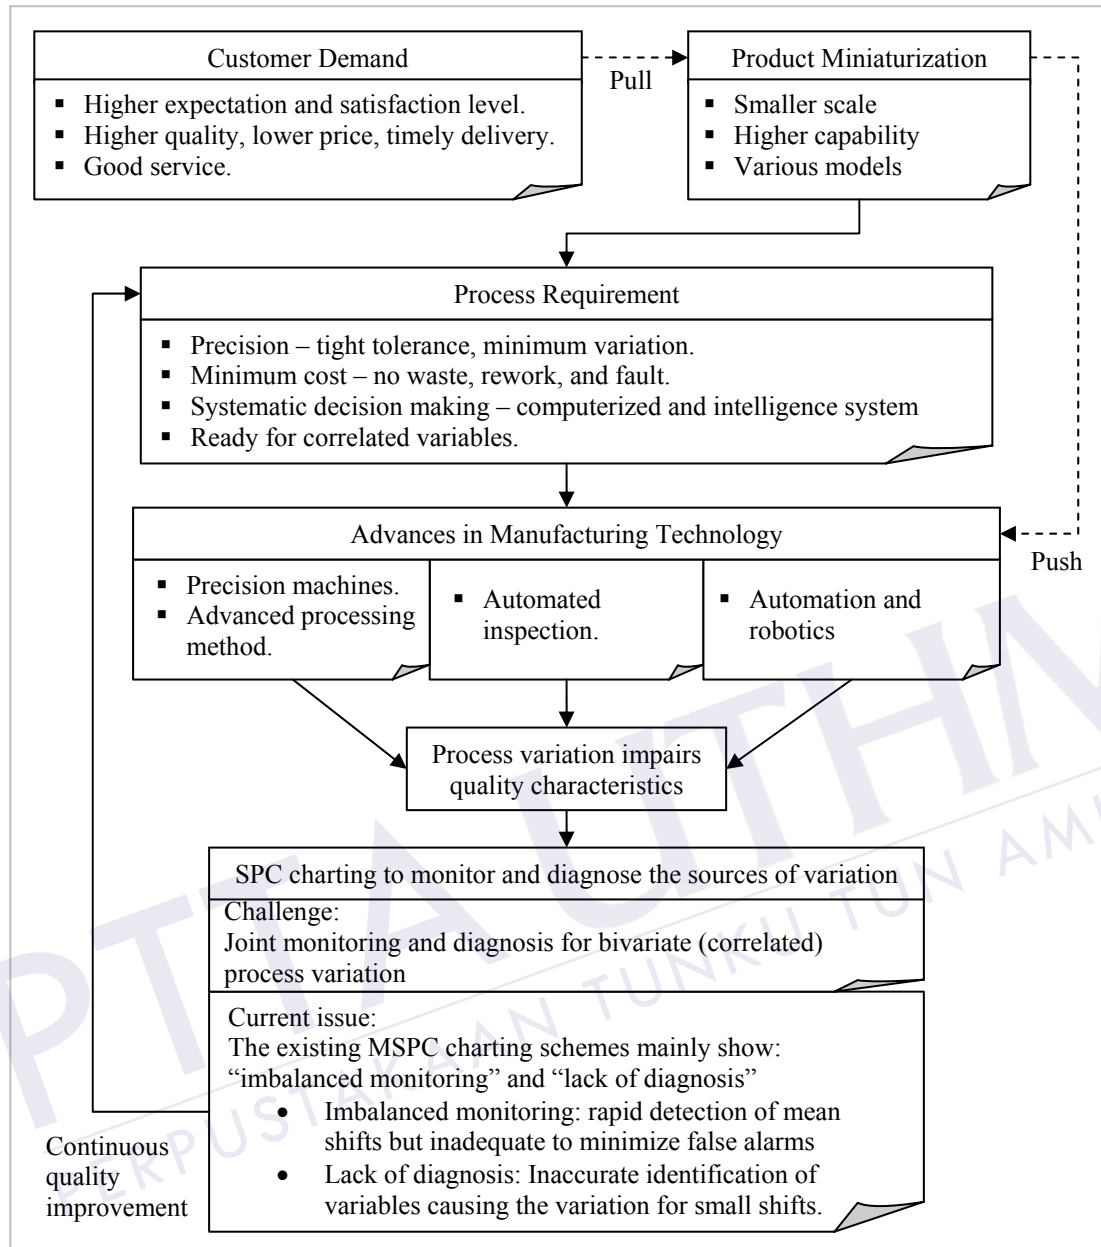 Customer Demand
▪ Higher expectation and satisfaction level.
▪ Higher quality, lower price, timely delivery.
▪ Good service.
Pull
Product Miniaturization
▪ Smaller scale
▪ Higher capability
▪ Various models
Process Requirement
▪ Precision – tight tolerance, minimum variation.
▪ Minimum cost – no waste, rework, and fault.
▪ Systematic decision making – computerized and intelligence system
▪ Ready for correlated variables.
Advances in Manufacturing Technology
Push
▪ Precision machines.
▪ Advanced processing
method.
▪ Automated
inspection.
▪ Automation and
robotics
Process variation impairs
quality characteristics
SPC charting to monitor and diagnose the sources of variation
Challenge:
Joint monitoring and diagnosis for bivariate (correlated)
process variation
Current issue:
The existing MSPC charting schemes mainly show:
“imbalanced monitoring” and “lack of diagnosis”
• Imbalanced monitoring: rapid detection of mean
shifts but inadequate to minimize false alarms
• Lack of diagnosis: Inaccurate identification of
variables causing the variation for small shifts.
Continuous
quality
improvement
PTTA UTHM
PERPUSTAKAAN TUNKU TUN AMI